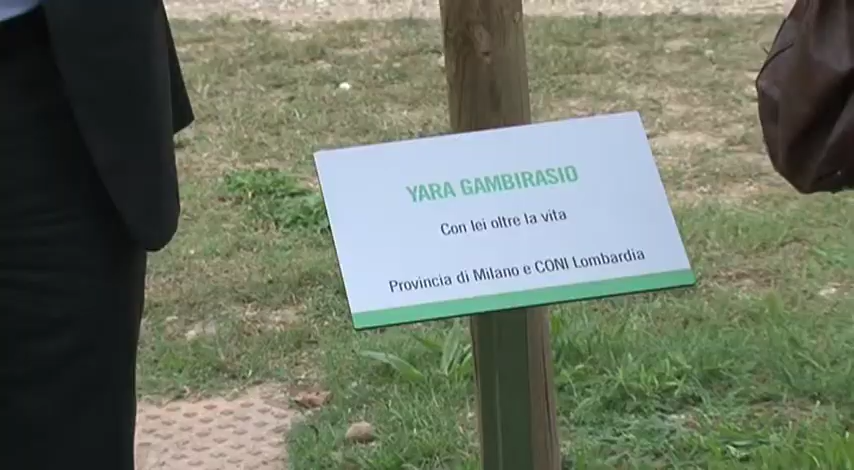 YARA GAMBIRASIO
Con lei oltre la vita
Provincia di Milano e CONI Lombardia